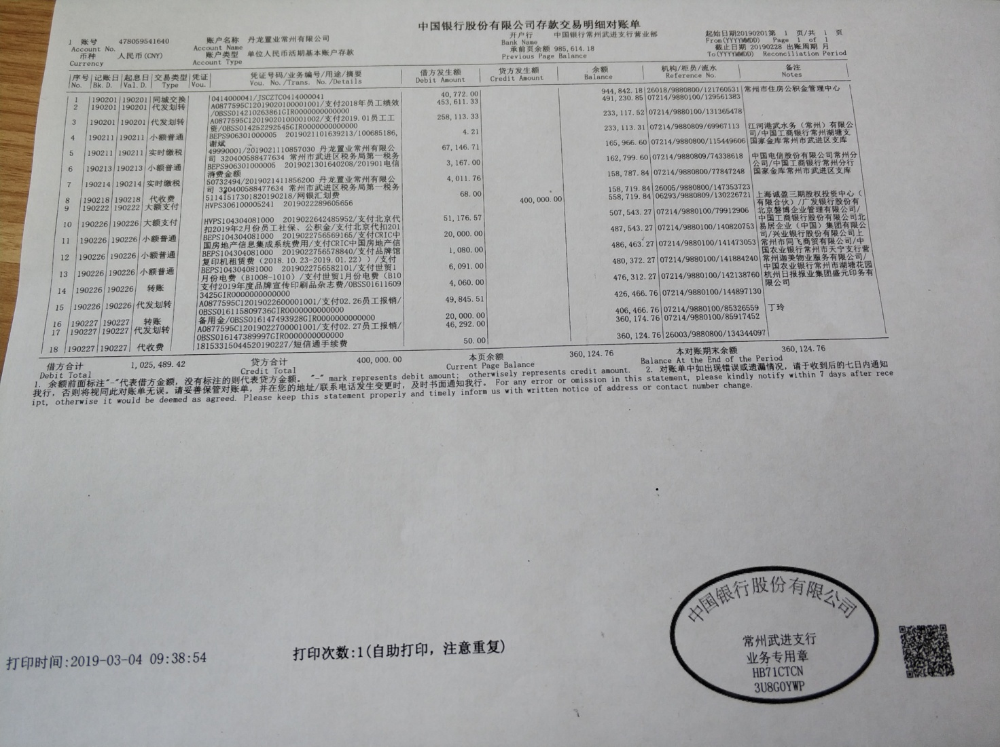 中国银行股份有限公司存款交易明细对账单
1 账号 478059541640 账户名称 丹龙置业常州有限公司 开户行 中国银行常州武进支行营业部 起始日期20190201第 1 页/共 1 页
Account No. Account Name Bank Name From(YYYYMMDD) Page 1 of 1
币种 人民币(CNY) 账户类型 单位人民币活期基本账户存款 承前页余额 985,614.18 截止日期 20190228 出账周期 月
Currency Account Type Previous Page Balance To(YYYYMMDD) Reconciliation Period
序号 记账日 起息日 交易类型 凭证 凭证号码/业务编号/用途/摘要 借方发生额 贷方发生额 余额 机构/柜员/流水 备注
No. Bk. D. Val. D. Type Vou. Vou. No./Trans. No./Details Debit Amount Credit Amount Balance Reference No. Notes
1 190201 190201 同城交换 0414000041/JSCZTC0414000041 40,772.00 944,842.18 26018/9880800/121760531 常州市住房公积金管理中心
2 190201 190201 代发划转 A0877595C12019020100001001/支付2018年员工绩效 453,611.33 491,230.85 07214/9880100/129561383
/OBSS014210263861GIR0000000000000
3 190201 190201 代发划转 A0877595C12019020100001002/支付2019.01员工工 258,113.33 233,117.52 07214/9880100/131365478
资/OBSS014252292545GIR0000000000000
4 190211 190211 小额普通 BEPS906301000005 2019021101639213/100685186, 4.21 233,113.31 07214/9880809/69967113 江河港武水务（常州）有限公
谢斌 司/中国工商银行常州湖塘支
5 190211 190211 实时缴税 49990001/2019021110857030 丹龙置业常州有限公 67,146.71 165,966.60 07214/9880800/115449606 国家金库常州市武进区支库
司 320400588477634 常州市武进区税务局第一税务
6 190213 190213 小额普通 BEPS906301000005 2019021301640208/201901电信 3,167.00 162,799.60 07214/9880809/74338618 中国电信股份有限公司常州分
消费金额 公司/中国工商银行常州分行
7 190214 190214 实时缴税 50732494/2019021411856200 丹龙置业常州有限公 4,011.76 158,787.84 07214/9880800/77847248 国家金库常州市武进区支库
司 320400588477634 常州市武进区税务局第一税务
8 190218 190218 代收费 5114151730182019021​8/网银汇划费 68.00 158,719.84 26005/9880800/147353723
9 190222 190222 大额支付 HVPS306100005241 2019022289605656 400,000.00 558,719.84 06293/9880809/130226721 上海诚盈三期股权投资中心（
有限合伙）/广发银行股份有
10 190226 190226 大额支付 HVPS104304081000 2019022642485952/支付北京代 51,176.57 507,543.27 07214/9880100/79912906 北京磐博企业管理有限公司/
扣2019年2月份员工社保、公积金/支付北京代扣201 中国工商银行股份有限公司北
11 190226 190226 小额普通 BEPS104304081000 2019022756569165/支付CRIC中 20,000.00 487,543.27 07214/9880100/140820753 易居企业（中国）集团有限公
国房地产信息集成系统费用/支付CRIC中国房地产信 司/兴业银行股份有限公司上
12 190226 190226 小额普通 BEPS104304081000 2019022756578840/支付品牌馆 1,080.00 486,463.27 07214/9880100/141473053 常州市同飞商贸有限公司/中
复印机租赁费（2018.10.23-2019.01.22））/支付 国农业银行常州市天宁支行营
13 190226 190226 小额普通 BEPS104304081000 2019022756582101/支付世贸1 6,091.00 480,372.27 07214/9880100/141884240 常州迦美物业服务有限公司/
月份电费（B1008-1010）/支付世贸1月份电费（B10 中国农业银行常州市湖塘花园
14 190226 190226 转账 支付2019年度品牌宣传印刷品杂志费/OBSS01611609 4,060.00 476,312.27 07214/9880100/142138760 杭州日报报业集团盛元印务有
3425GIR0000000000000 限公司
15 190226 190226 代发划转 A0877595C12019022600001001/支付02.26员工报销/ 49,845.51 426,466.76 07214/9880100/144897130
OBSS016115809736GIR0000000000000
16 190227 190227 转账 备用金/OBSS016147493928GIR0000000000000 20,000.00 406,466.76 07214/9880100/85326559 丁玲
17 190227 190227 代发划转 A0877595C12019022700001001/支付02.27员工报销/ 46,292.00 360,174.76 07214/9880100/85917452
OBSS016147389997GIR0000000000000
18 190227 190227 代收费 181533150445​20190227/短信通手续费 50.00 360,124.76 26003/9880800/134344097
借方合计 1,025,489.42 贷方合计 400,000.00 本页余额 360,124.76 本对账期末余额 360,124.76
Debit Total Credit Total Current Page Balance Balance At the End of the Period
1. 余额前面标注"-"代表借方金额，没有标注的则代表贷方金额。 "-" mark represents debit amount; otherwise represents credit amount. 2. 对账单中如出现错误或遗漏情况，请于收到后的七日内通知
我行，否则将视同此对账单无误。请妥善保管对账单，并在您的地址/联系电话发生变更时，及时书面通知我行。 For any error or omission in this statement, please kindly notify within 7 days after rece
ipt, otherwise it would be deemed as agreed. Please keep this statement properly and timely inform us with written notice of address or contact number change.
中国银行股份有限公司
常州武进支行
业务专用章
HB71CTCN
3U8G0YWP
打印时间:2019-03-04 09:38:54 打印次数:1(自助打印，注意重复)